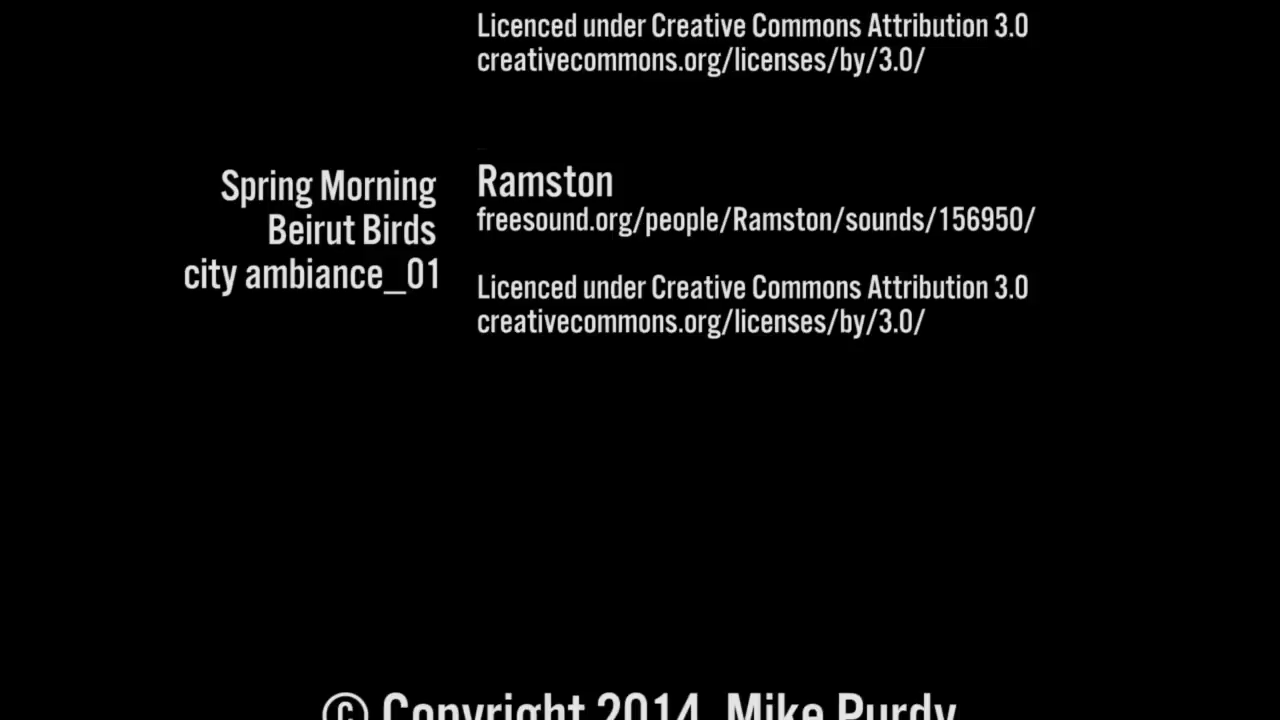 Licenced under Creative Commons Attribution 3.0
creativecommons.org/licenses/by/3.0/
Spring Morning
Beirut Birds
city ambiance_01
Ramston
freesound.org/people/Ramston/sounds/156950/
Licenced under Creative Commons Attribution 3.0
creativecommons.org/licenses/by/3.0/
© Copyright 2014 Mike Purdy